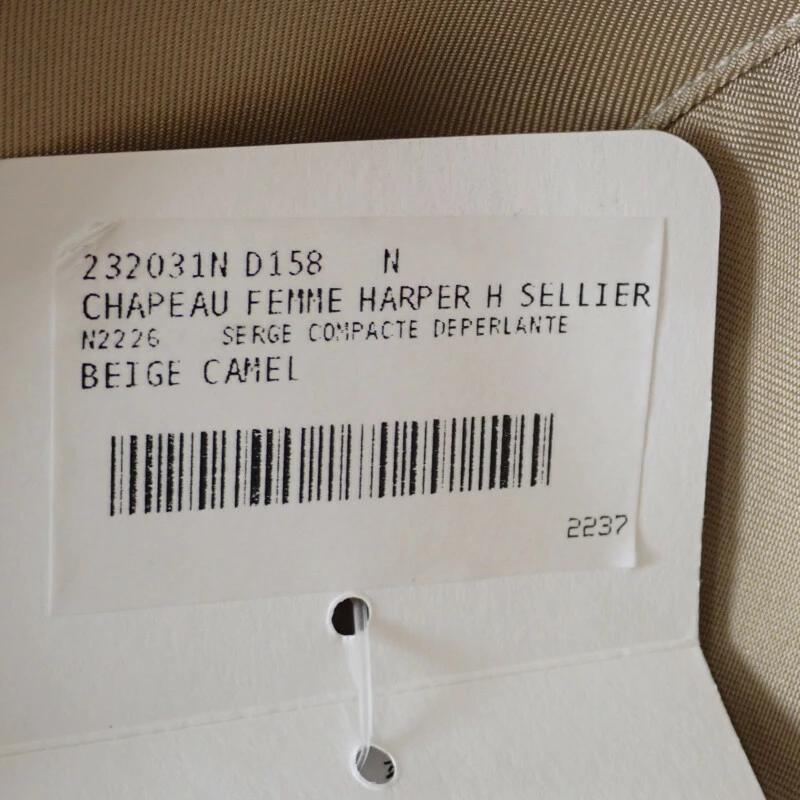 232031N D158 N
CHAPEAU FEMME HARPER H SELLIER
N2226 SERGE COMPACTE DEPERLANTE
BEIGE CAMEL
2237